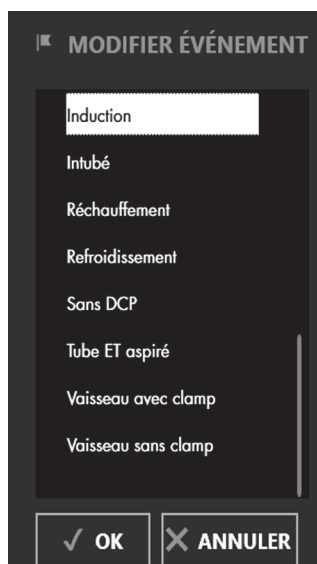 MODIFIER ÉVÉNEMENT
Induction
Intubé
Réchauffement
Refroidissement
Sans DCP
Tube ET aspiré
Vaisseau avec clamp
Vaisseau sans clamp
OK
ANNULER